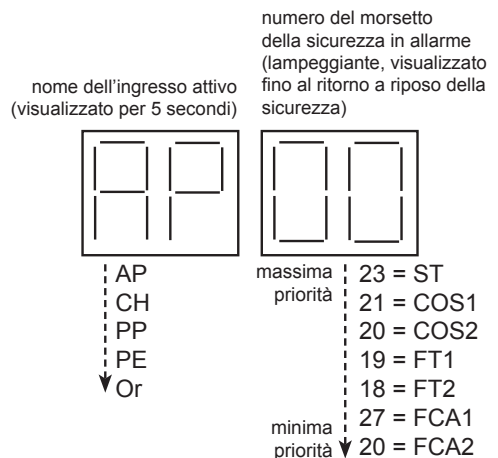 numero del morsetto
della sicurezza in allarme
(lampeggiante, visualizzato
fino al ritorno a riposo della
sicurezza)
nome dell'ingresso attivo
(visualizzato per 5 secondi)
AP 00
AP
CH
PP
PE
Or
massima
priorità
23 = ST
21 = COS1
20 = COS2
19 = FT1
18 = FT2
27 = FCA1
20 = FCA2
minima
priorità